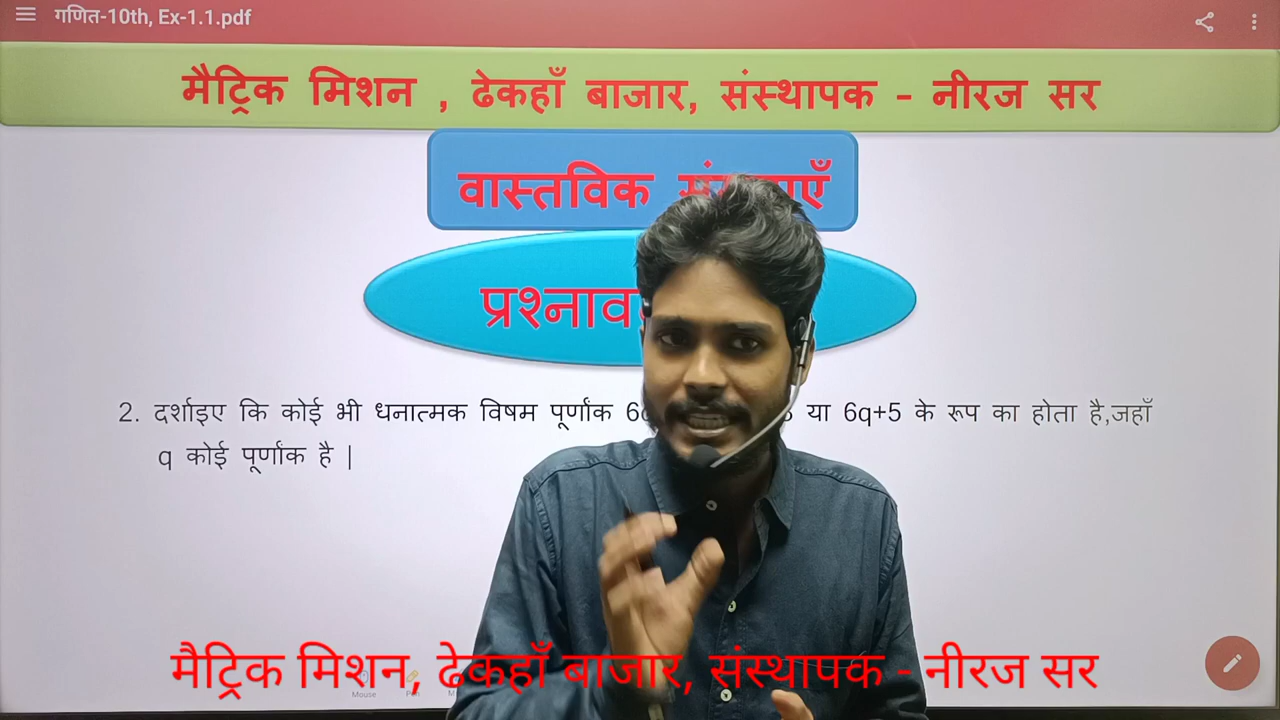 गणित-10th, Ex-1.1.pdf
मैट्रिक मिशन , ढेकहाँ बाजार, संस्थापक - नीरज सर
वास्तविक
2. दर्शाइए कि कोई भी धनात्मक विषम पूर्णांक या 6q+5 के रूप का होता है,जहाँ
q कोई पूर्णांक है |
मैट्रिक मिशन, ढेकहाँ बाजार, संस्थापक - नीरज सर
Mouse